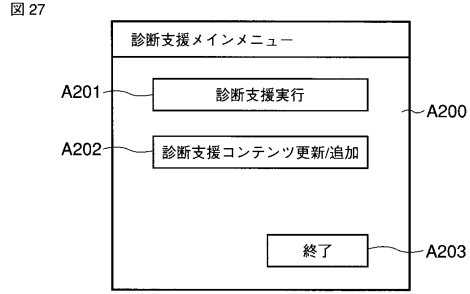 図 27
診断支援メインメニュー
A201
診断支援実行
A200
A202
診断支援コンテンツ更新/追加
終了
A203